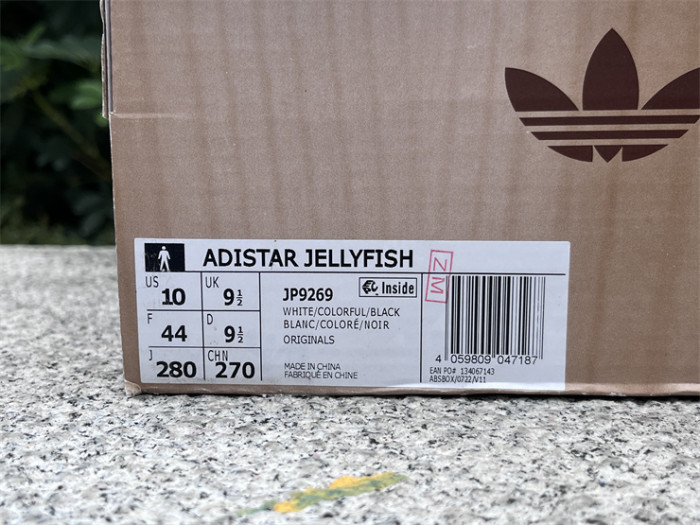 ADISTAR JELLYFISH
US 10
UK 9½
F 44
D 9½
J 280
CHN 270
JP9269
Inside
WHITE/COLORFUL/BLACK
BLANC/COLORÉ/NOIR
ORIGINALS
MADE IN CHINA
FABRIQUÉ EN CHINE
ZM
4 059809 047187
EAN PO# 134067143
ABSBOX/0722/V11